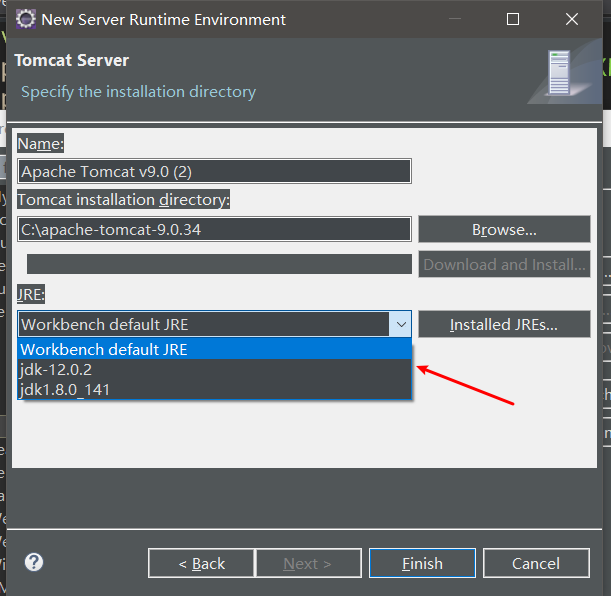 New Server Runtime Environment
Tomcat Server
Specify the installation directory
Name:
Apache Tomcat v9.0 (2)
Tomcat installation directory:
C:\apache-tomcat-9.0.34
Browse...
Download and Install...
JRE:
Workbench default JRE
Installed JREs...
Workbench default JRE
jdk-12.0.2
jdk1.8.0_141
?
< Back
Next >
Finish
Cancel